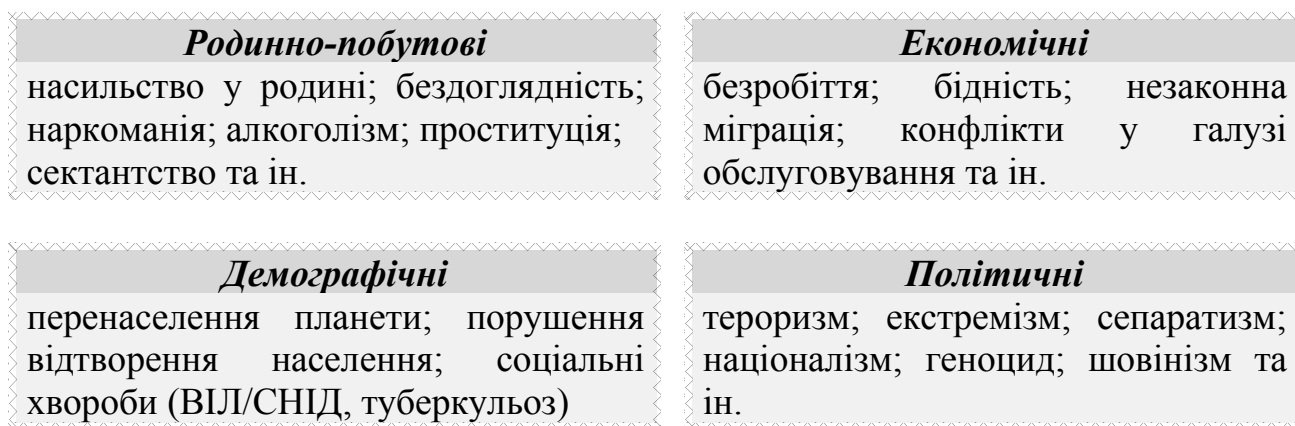 Родинно-побутові
насильство у родині; бездоглядність;
наркоманія; алкоголізм; проституція;
сектантство та ін.
Економічні
безробіття; бідність; незаконна
міграція; конфлікти у галузі
обслуговування та ін.
Демографічні
перенаселення планети; порушення
відтворення населення; соціальні
хвороби (ВІЛ/СНІД, туберкульоз)
Політичні
тероризм; екстремізм; сепаратизм;
націоналізм; геноцид; шовінізм та
ін.